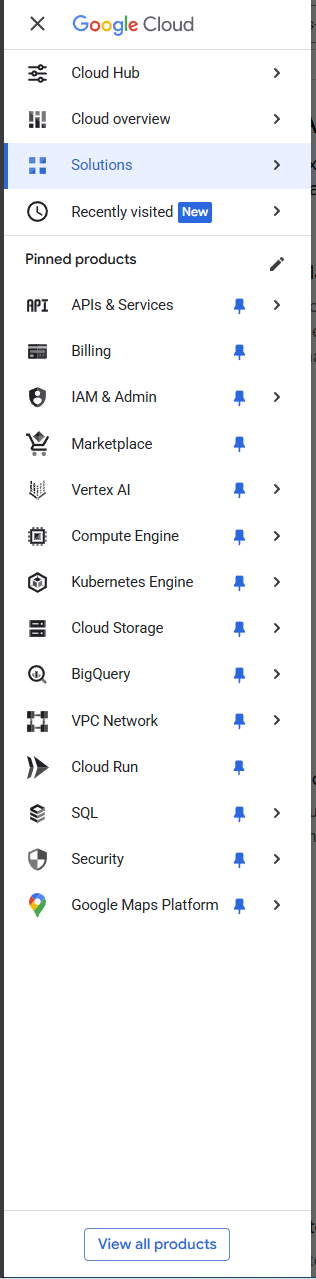 Google Cloud
Cloud Hub
Cloud overview
Solutions
Recently visited New
Pinned products
API APIs & Services
Billing
IAM & Admin
Marketplace
Vertex AI
Compute Engine
Kubernetes Engine
Cloud Storage
BigQuery
VPC Network
Cloud Run
SQL
Security
Google Maps Platform
View all products